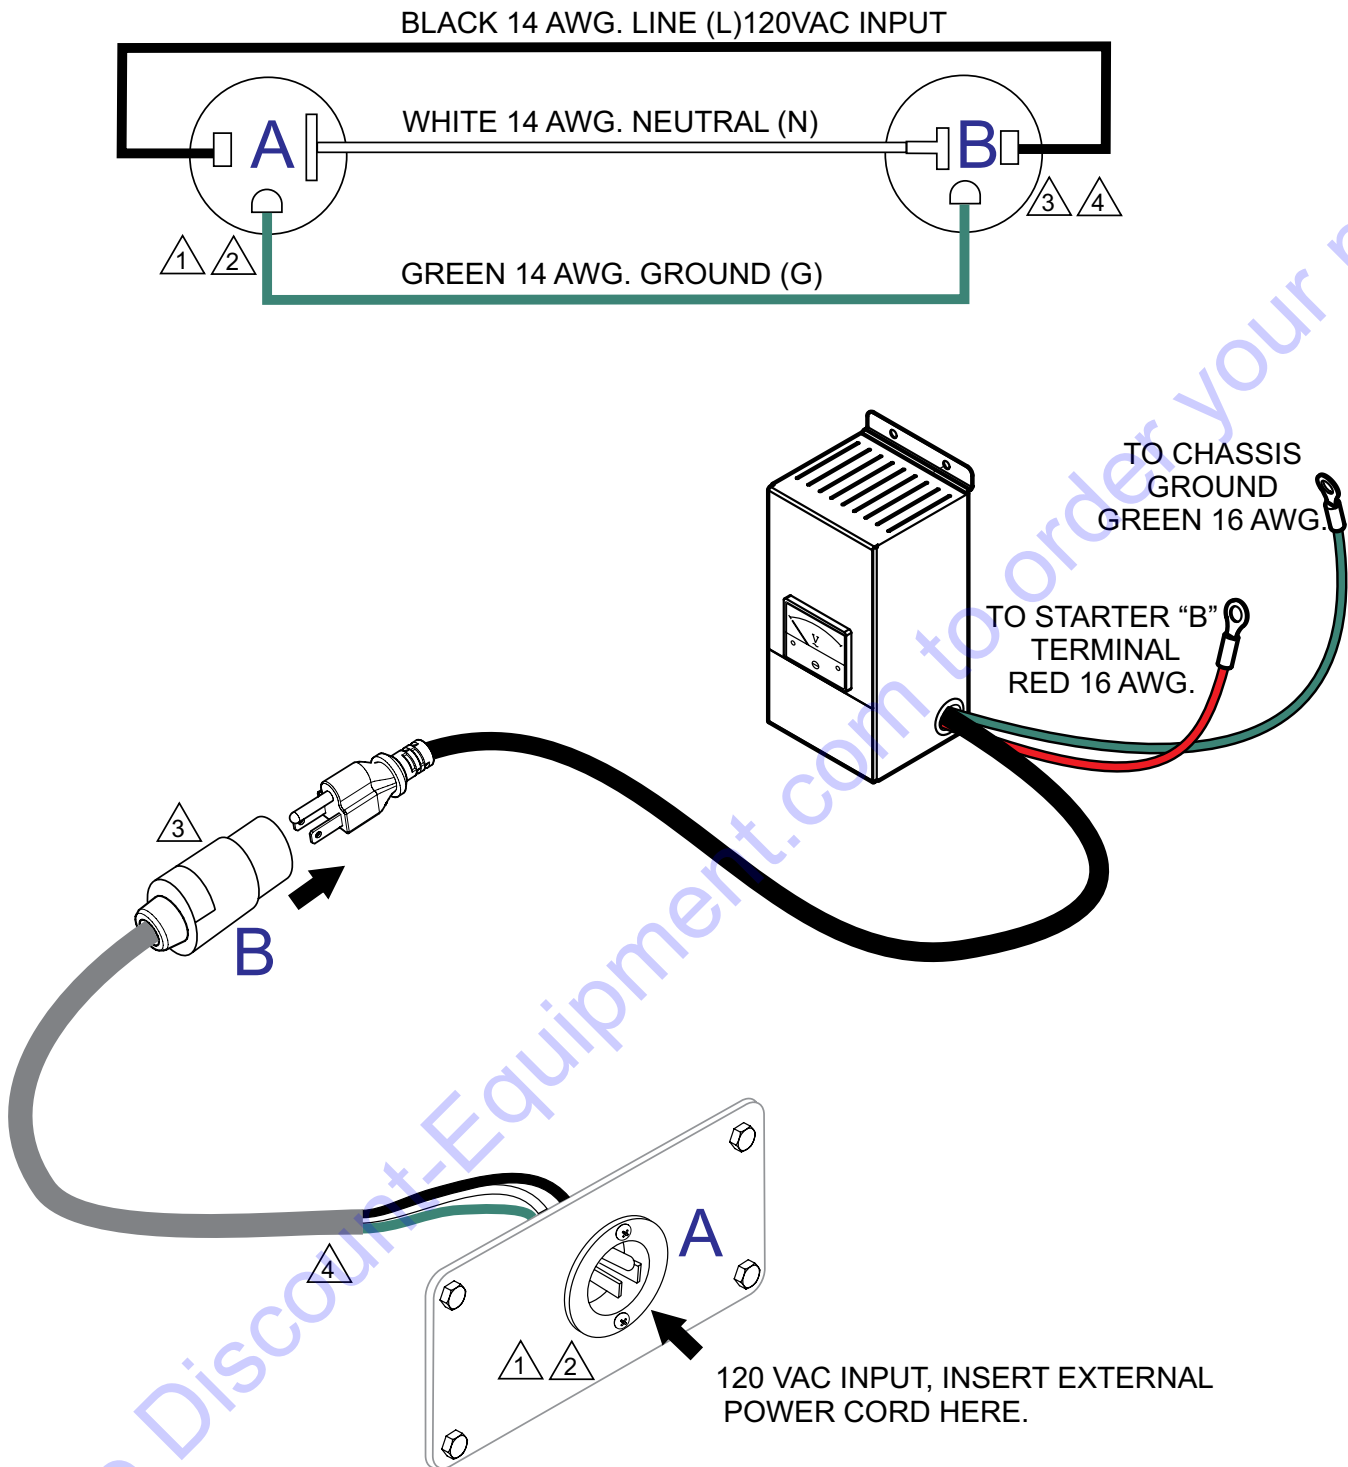 BLACK 14 AWG. LINE (L)120VAC INPUT
A
WHITE 14 AWG. NEUTRAL (N)
B
3 4
1 2
GREEN 14 AWG. GROUND (G)
TO CHASSIS
GROUND
GREEN 16 AWG.
TO STARTER “B”
TERMINAL
RED 16 AWG.
V
3
B
A
4
1 2
120 VAC INPUT, INSERT EXTERNAL
POWER CORD HERE.
Discount-Equipment.com to order your